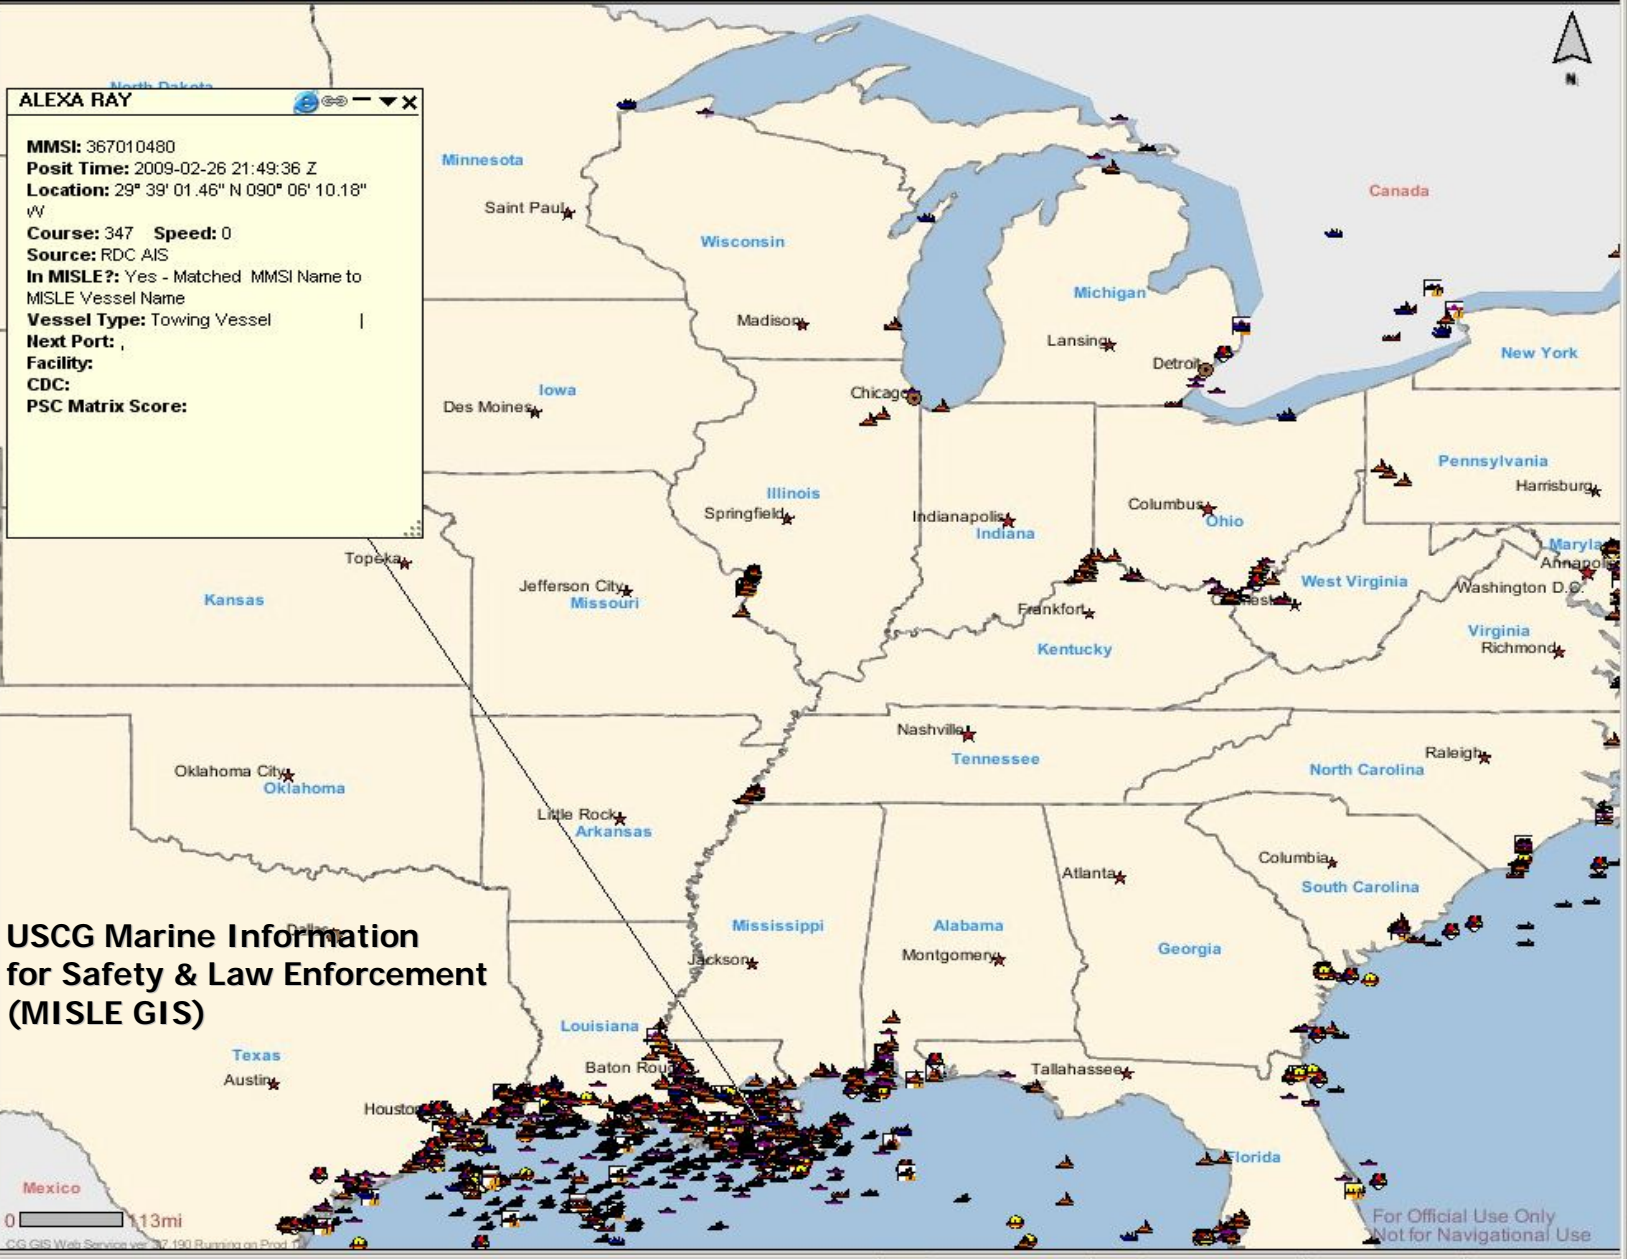 North Dakota
ALEXA RAY
N
MMSI: 367010480
Posit Time: 2009-02-26 21:49:36 Z
Location: 29° 39' 01.46" N 090° 06' 10.18"
W
Course: 347 Speed: 0
Source: RDC AIS
In MISLE?: Yes - Matched MMSI Name to
MISLE Vessel Name
Vessel Type: Towing Vessel |
Next Port: ,
Facility:
CDC:
PSC Matrix Score:
Minnesota
Saint Paul
Canada
Wisconsin
Michigan
Madison
Lansing
Detroit
New York
Iowa
Chicago
Des Moines
Pennsylvania
Harrisburg
Illinois
Springfield
Indianapolis
Indiana
Columbus
Ohio
Topeka
Kansas
Jefferson City
Missouri
Frankfort
Kentucky
West Virginia
Maryla
Annapolis
Washington D.C.
Virginia
Richmond
Nashville
Tennessee
Raleigh
North Carolina
Oklahoma City
Oklahoma
Little Rock
Arkansas
Atlanta
Columbia
South Carolina
Dallas
USCG Marine Information
for Safety & Law Enforcement
(MISLE GIS)
Mississippi
Jackson
Alabama
Montgomery
Georgia
Louisiana
Baton Roug
Texas
Austin
Houston
Tallahassee
Florida
Mexico
0 113mi
For Official Use Only
Not for Navigational Use